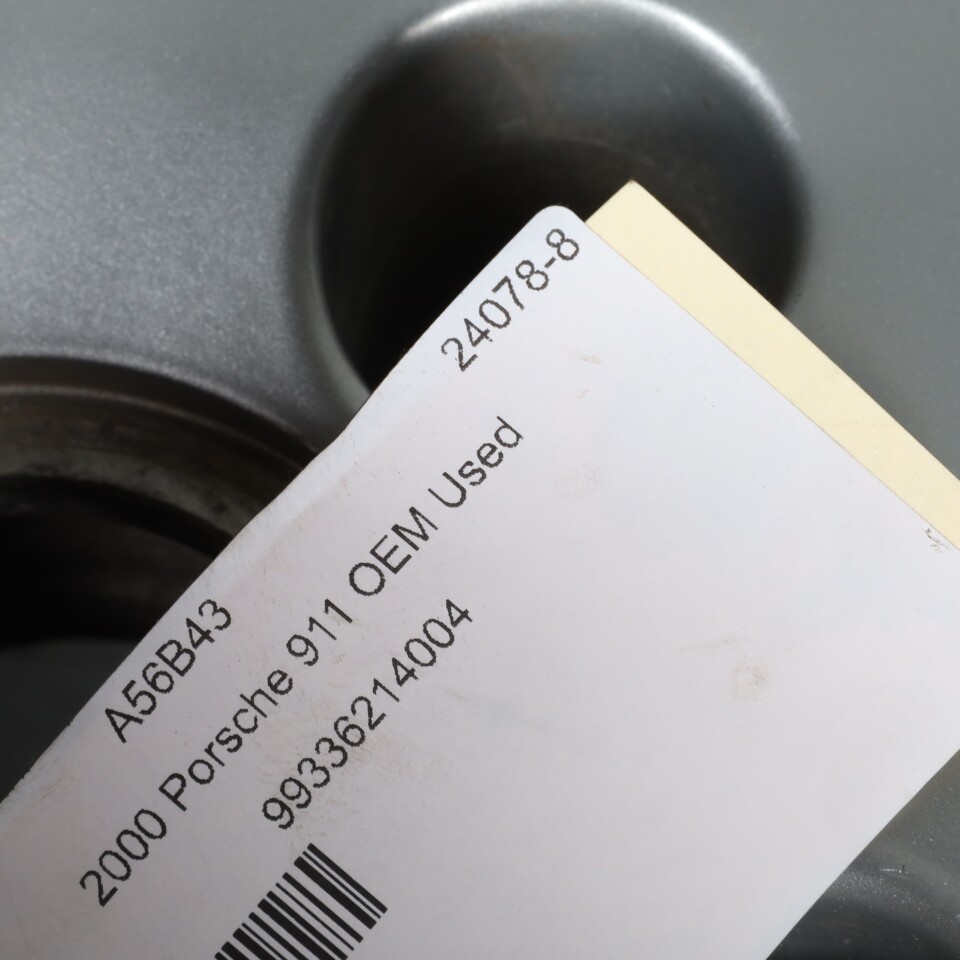 24078-8
A56B43
2000 Porsche 911 OEM Used
99336214004